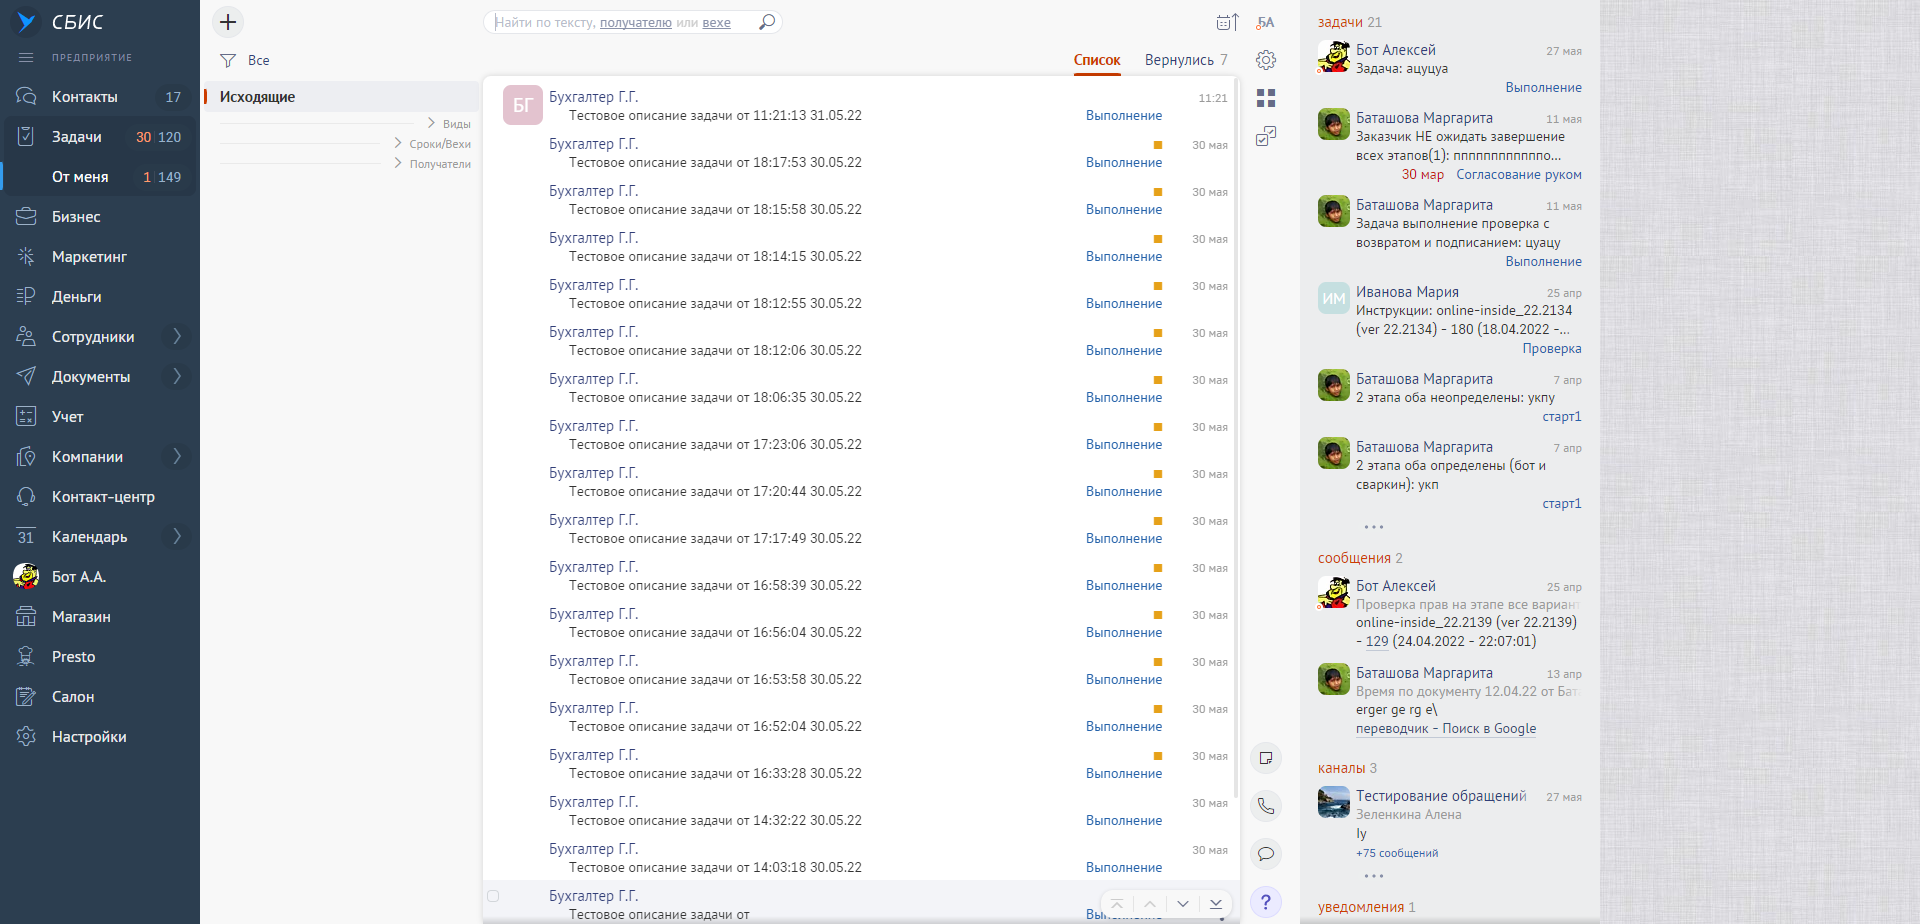 СБИС
ПРЕДПРИЯТИЕ
Контакты 17
Задачи 30 120
От меня 1 149
Бизнес
Маркетинг
Деньги
Сотрудники
Документы
Учет
Компании
Контакт-центр
31 Календарь
Бот А.А.
Магазин
Presto
Салон
Настройки
Все
Исходящие
Виды
Сроки/Вехи
Получатели
Найти по тексту, получателю или вехе
Список Вернулись 7
БГ
Бухгалтер Г.Г. 11:21
Тестовое описание задачи от 11:21:13 31.05.22 Выполнение
Бухгалтер Г.Г. 30 мая
Тестовое описание задачи от 18:17:53 30.05.22 Выполнение
Бухгалтер Г.Г. 30 мая
Тестовое описание задачи от 18:15:58 30.05.22 Выполнение
Бухгалтер Г.Г. 30 мая
Тестовое описание задачи от 18:14:15 30.05.22 Выполнение
Бухгалтер Г.Г. 30 мая
Тестовое описание задачи от 18:12:55 30.05.22 Выполнение
Бухгалтер Г.Г. 30 мая
Тестовое описание задачи от 18:12:06 30.05.22 Выполнение
Бухгалтер Г.Г. 30 мая
Тестовое описание задачи от 18:06:35 30.05.22 Выполнение
Бухгалтер Г.Г. 30 мая
Тестовое описание задачи от 17:23:06 30.05.22 Выполнение
Бухгалтер Г.Г. 30 мая
Тестовое описание задачи от 17:20:44 30.05.22 Выполнение
Бухгалтер Г.Г. 30 мая
Тестовое описание задачи от 17:17:49 30.05.22 Выполнение
Бухгалтер Г.Г. 30 мая
Тестовое описание задачи от 16:58:39 30.05.22 Выполнение
Бухгалтер Г.Г. 30 мая
Тестовое описание задачи от 16:56:04 30.05.22 Выполнение
Бухгалтер Г.Г. 30 мая
Тестовое описание задачи от 16:53:58 30.05.22 Выполнение
Бухгалтер Г.Г. 30 мая
Тестовое описание задачи от 16:52:04 30.05.22 Выполнение
Бухгалтер Г.Г. 30 мая
Тестовое описание задачи от 16:33:28 30.05.22 Выполнение
Бухгалтер Г.Г. 30 мая
Тестовое описание задачи от 14:32:22 30.05.22 Выполнение
Бухгалтер Г.Г. 30 мая
Тестовое описание задачи от 14:03:18 30.05.22 Выполнение
Бухгалтер Г.Г.
Тестовое описание задачи от
БА
?
задачи 21
Бот Алексей 27 мая
Задача: ацуцуа
Выполнение
Баташова Маргарита 11 мая
Заказчик НЕ ожидать завершение
всех этапов(1): ппппппппппппо...
30 мар Согласование руком
Баташова Маргарита 11 мая
Задача выполнение проверка с
возвратом и подписанием: цуацу
Выполнение
ИМ
Иванова Мария 25 апр
Инструкции: online-inside_22.2134
(ver 22.2134) - 180 (18.04.2022 -...
Проверка
Баташова Маргарита 7 апр
2 этапа оба неопределены: укпу
старт1
Баташова Маргарита 7 апр
2 этапа оба определены (бот и
сваркин): укп
старт1
...
сообщения 2
Бот Алексей 25 апр
Проверка прав на этапе все вариант
online-inside_22.2139 (ver 22.2139)
- 129 (24.04.2022 - 22:07:01)
Баташова Маргарита 13 апр
Время по документу 12.04.22 от Бат
erger ge rg e\
переводчик - Поиск в Google
каналы 3
Тестирование обращений 27 мая
Зеленкина Алена
Iy
+75 сообщений
...
уведомления 1